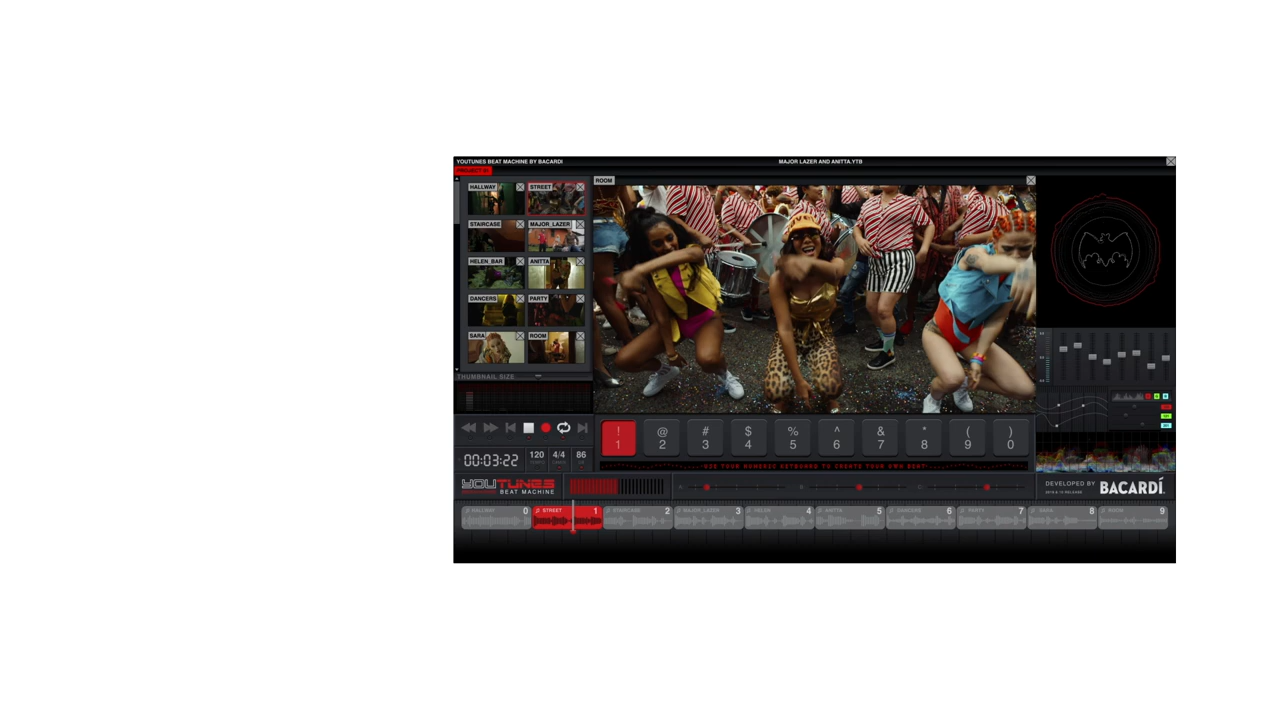 YOUTUNES BEAT MACHINE BY BACARDI
MAJOR LAZER AND ANITTA.YTB
HALLWAY
STREET
STAIRCASE
MAJOR_LAZER
HELEN_BAR
ANITTA
DANCERS
PARTY
SARA
ROOM
THUMBNAIL SIZE
ROOM
! @ # $ % ^ & * ( )
1 2 3 4 5 6 7 8 9 0
USE YOUR NUMERIC KEYBOARD TO CREATE YOUR OWN BEAT
00:03:22
120 4/4 86
TEMPO
YOUTUNES
BEAT MACHINE
DEVELOPED BY
BACARDÍ
HALLWAY 0
STREET 1
STAIRCASE 2
MAJOR_LAZER 3
HELEN 4
ANITTA 5
DANCERS 6
PARTY 7
SARA 8
ROOM 9